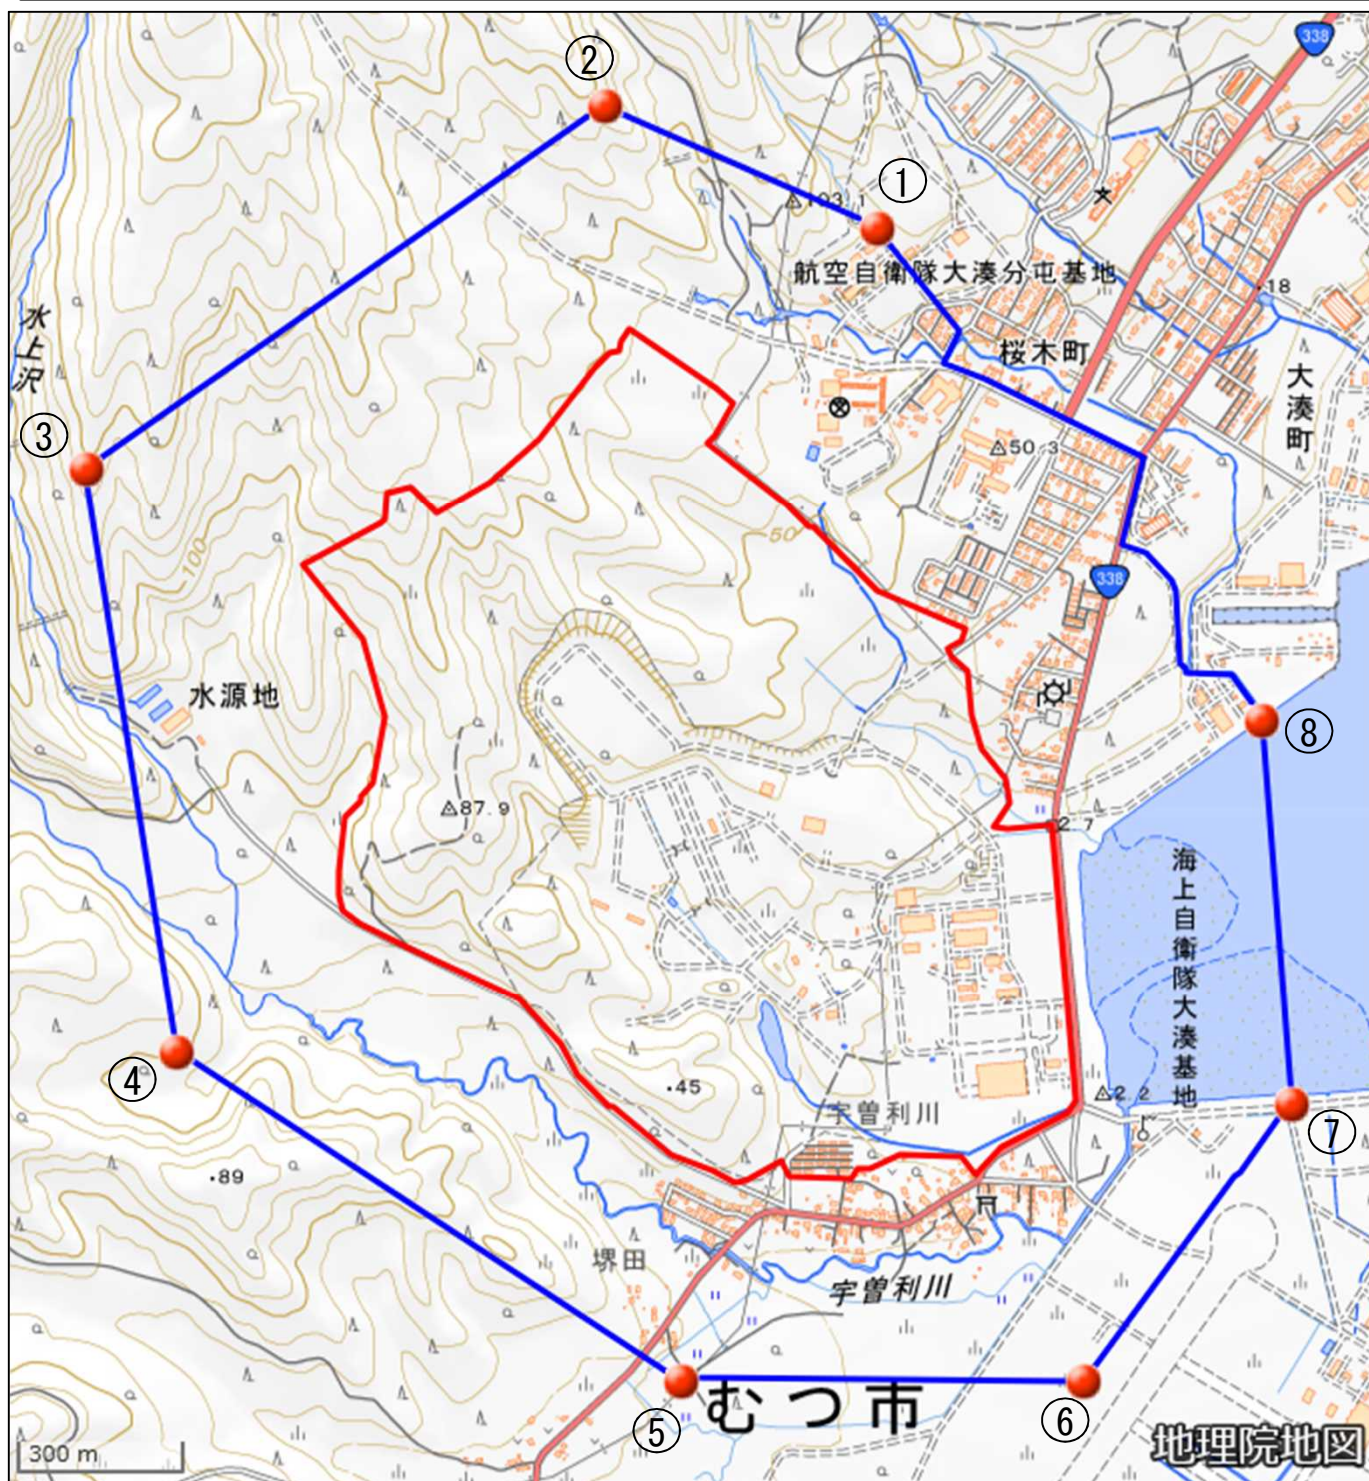 338
②
①
103.1
航空自衛隊大湊分屯基地
18
水上沢
桜木町
大湊町
③
50.3
50
100
338
水源地
⑧
87.9
2.7
海上自衛隊大湊基地
④
45
2.2
宇曽利川
⑦
89
堺田
宇曽利川
むつ市
⑤
⑥
300 m
地理院地図